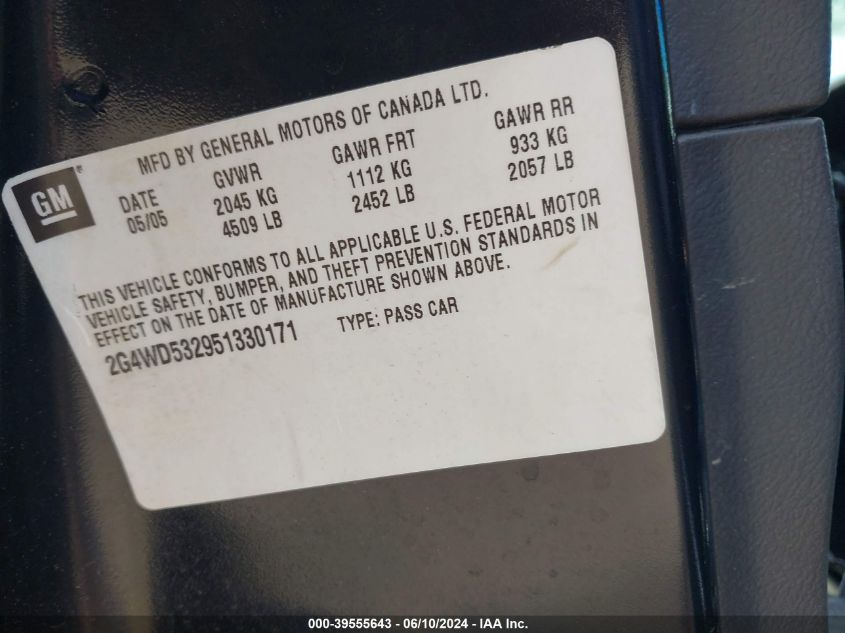 GM
MFD BY GENERAL MOTORS OF CANADA LTD.
DATE GVWR GAWR FRT GAWR RR
05/05 2045 KG 1112 KG 933 KG
4509 LB 2452 LB 2057 LB
THIS VEHICLE CONFORMS TO ALL APPLICABLE U.S. FEDERAL MOTOR
VEHICLE SAFETY, BUMPER, AND THEFT PREVENTION STANDARDS IN
EFFECT ON THE DATE OF MANUFACTURE SHOWN ABOVE.
2G4WD532951330171 TYPE: PASS CAR
000-39555643 - 06/10/2024 - IAA Inc.